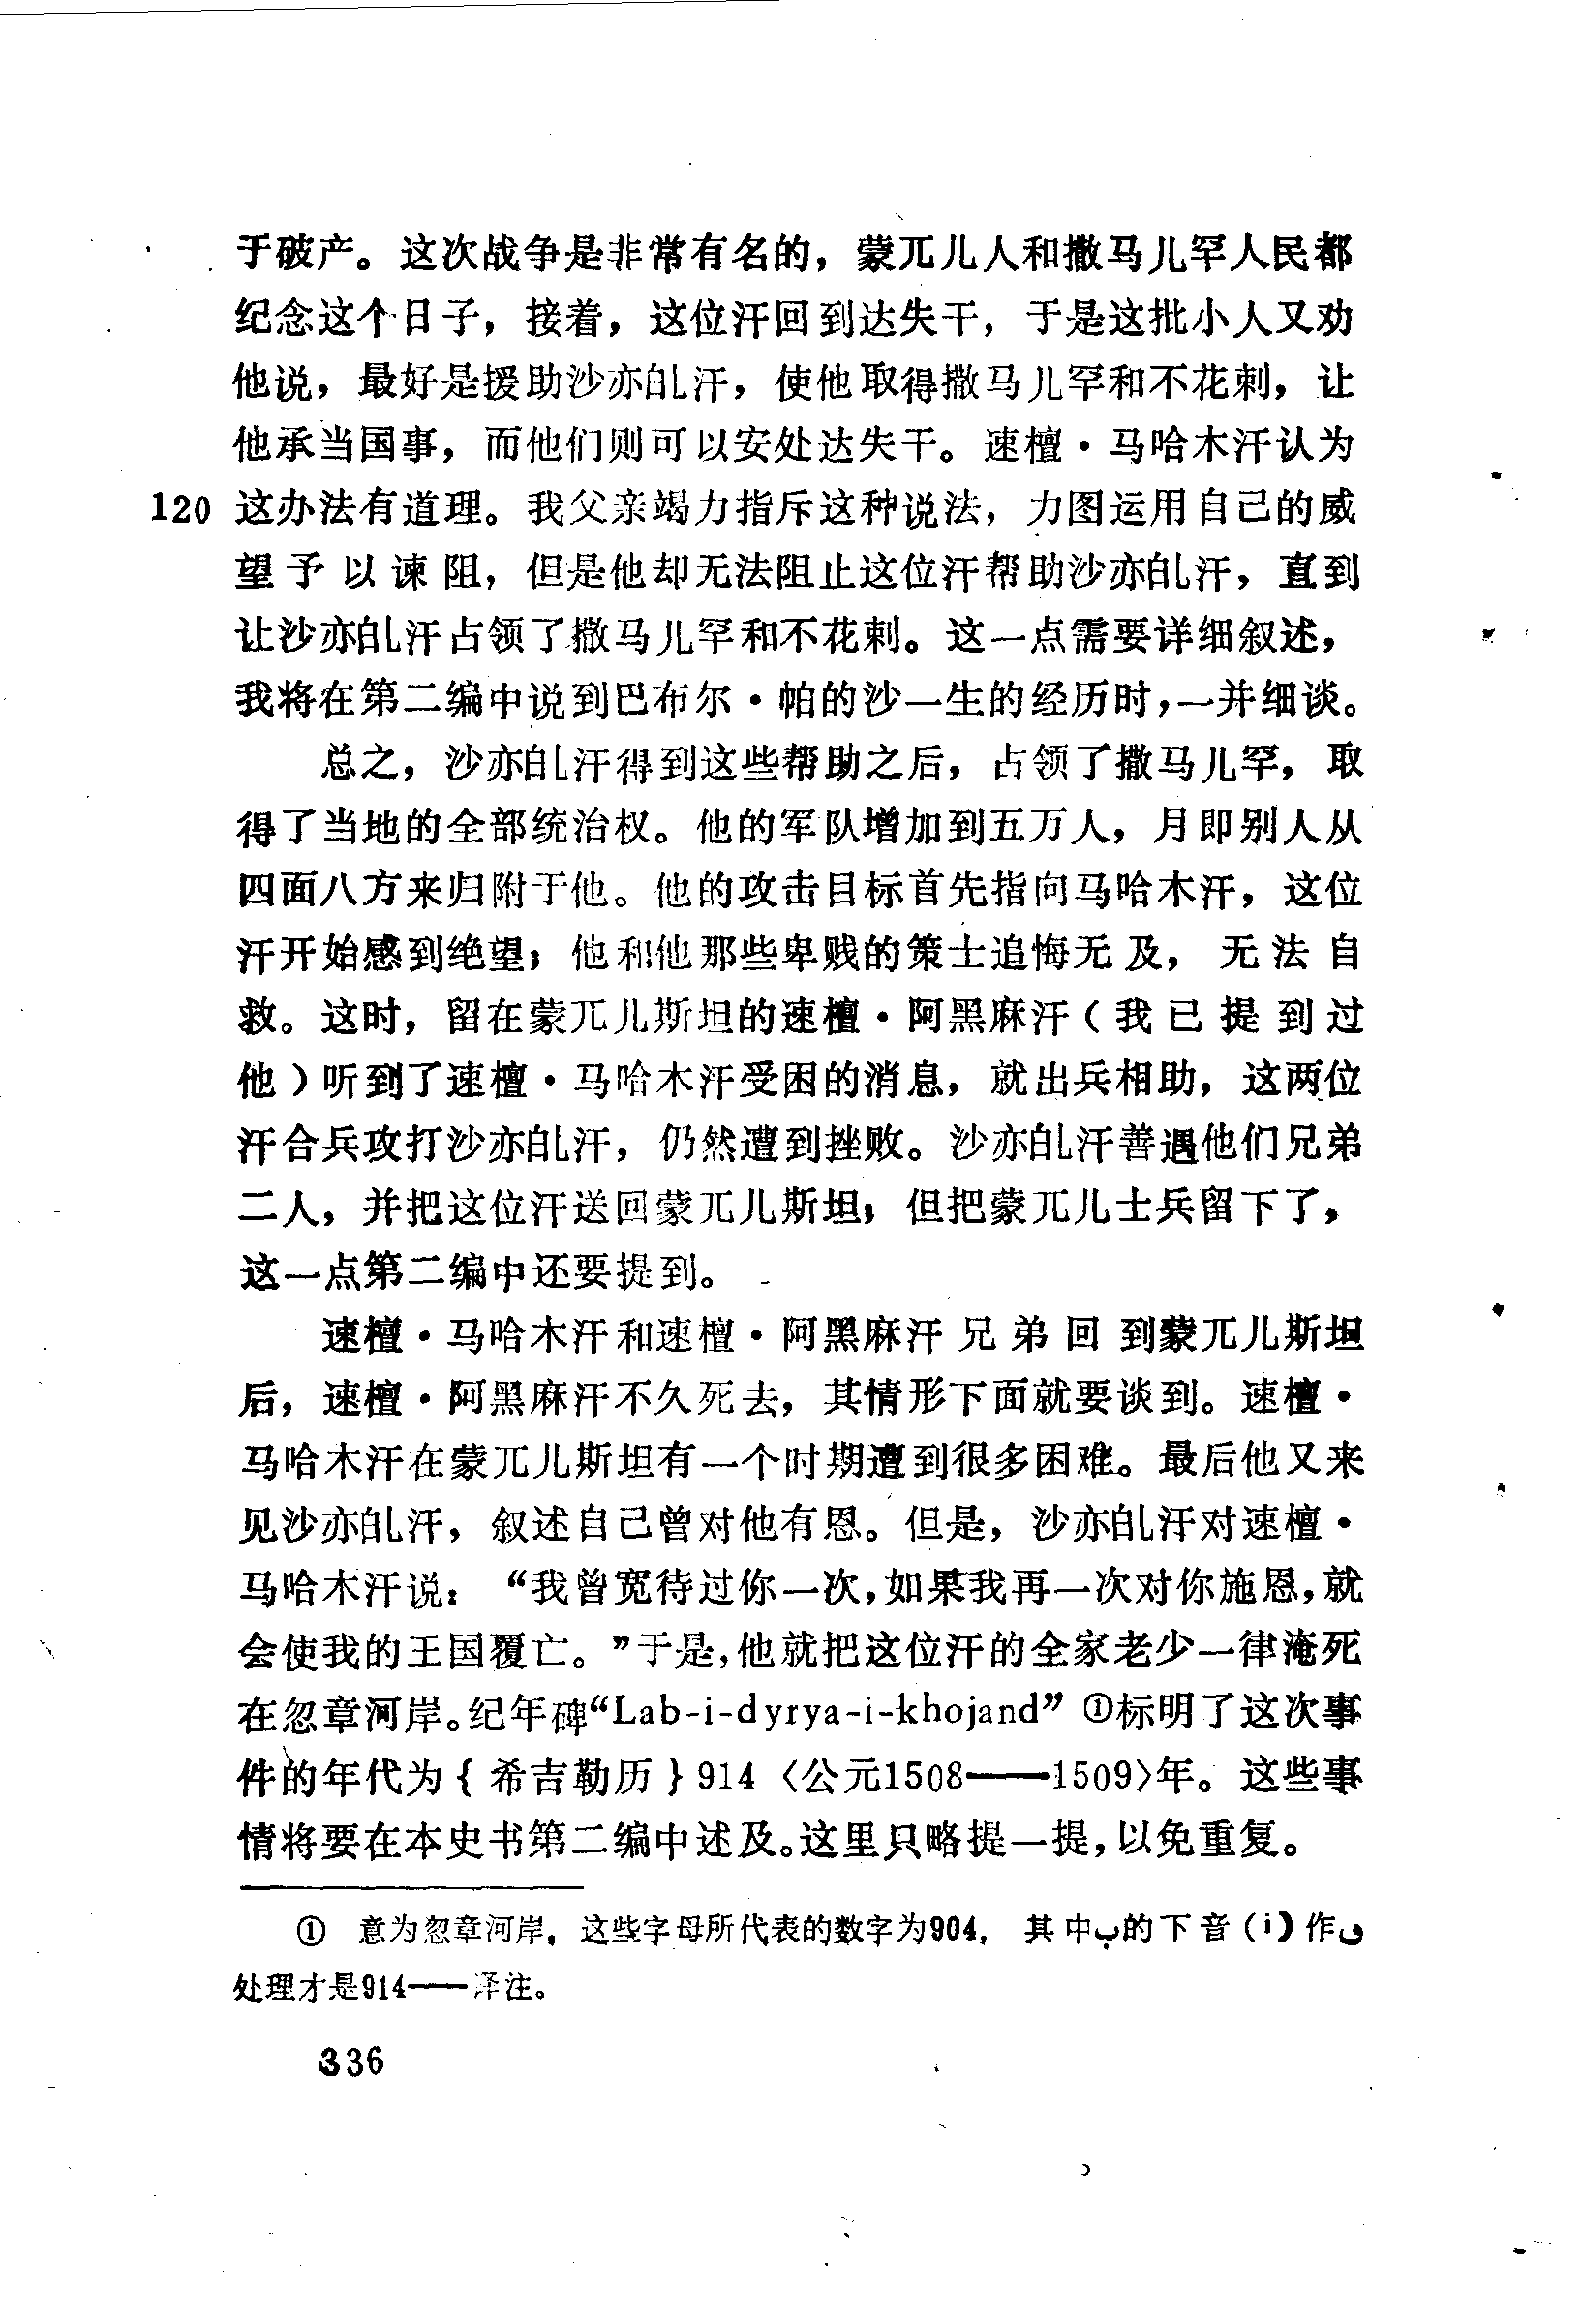 于破产。这次战争是非常有名的，蒙兀儿人和撒马儿罕人民都
纪念这个日子，接着，这位汗回到达失干，于是这批小人又劝
他说，最好是援助沙亦癿汗，使他取得撒马儿罕和不花剌，让
他承当国事，而他们则可以安处达失干。速檀·马哈木汗认为
120 这办法有道理。我父亲竭力指斥这种说法，力图运用自己的威
望予以谏阻，但是他却无法阻止这位汗帮助沙亦癿汗，直到
让沙亦癿汗占领了撒马儿罕和不花剌。这一点需要详细叙述，
我将在第二编中说到巴布尔·帕的沙一生的经历时，一并细谈。
总之，沙亦癿汗得到这些帮助之后，占领了撒马儿罕，取
得了当地的全部统治权。他的军队增加到五万人，月即别人从
四面八方来归附于他。他的攻击目标首先指向马哈木汗，这位
汗开始感到绝望；他和他那些卑贱的策士追悔无及，无法自
救。这时，留在蒙兀儿斯坦的速檀·阿黑麻汗（我已提到过
他）听到了速檀·马哈木汗受困的消息，就出兵相助，这两位
汗合兵攻打沙亦癿汗，仍然遭到挫败。沙亦癿汗善遇他们兄弟
二人，并把这位汗送回蒙兀儿斯坦，但把蒙兀儿士兵留下了，
这一点第二编中还要提到。
速檀·马哈木汗和速檀·阿黑麻汗兄弟回到蒙兀儿斯坦
后，速檀·阿黑麻汗不久死去，其情形下面就要谈到。速檀·
马哈木汗在蒙兀儿斯坦有一个时期遭到很多困难。最后他又来
见沙亦癿汗，叙述自己曾对他有恩。但是，沙亦癿汗对速檀·
马哈木汗说：“我曾宽待过你一次，如果我再一次对你施恩，就
会使我的王国覆亡。”于是，他就把这位汗的全家老少一律淹死
在忽章河岸。纪年碑“Lab-i-dyrya-i-khojand”①标明了这次事
件的年代为｛希吉勒历｝914〈公元1508——1509〉年。这些事
情将要在本史书第二编中述及。这里只略提一提，以免重复。
① 意为忽章河岸，这些字母所代表的数字为904，其中ب的下音（i）作ى
处理才是914——译注。
336